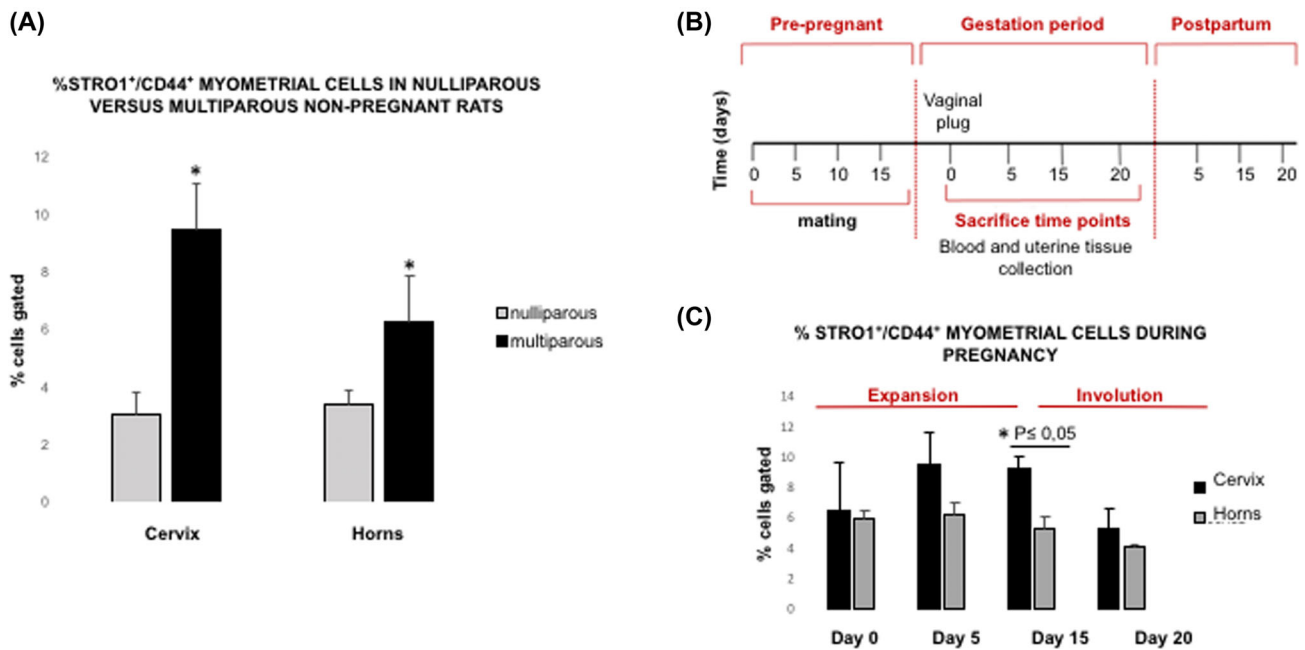 (A)
%STRO1⁺/CD44⁺ MYOMETRIAL CELLS IN NULLIPAROUS
VERSUS MULTIPAROUS NON-PREGNANT RATS
% cells gated
12
10
8
6
4
2
0
*
*
Cervix
Horns
nulliparous
multiparous
(B)
Pre-pregnant
Gestation period
Postpartum
Time (days)
Vaginal
plug
0 5 10 15
0 5 15 20
5 15 20
mating
Sacrifice time points
Blood and uterine tissue
collection
(C)
% STRO1⁺/CD44⁺ MYOMETRIAL CELLS DURING
PREGNANCY
% cells gated
14
12
10
8
6
4
2
0
Expansion
Involution
* P≤ 0,05
Cervix
Horns
Day 0
Day 5
Day 15
Day 20